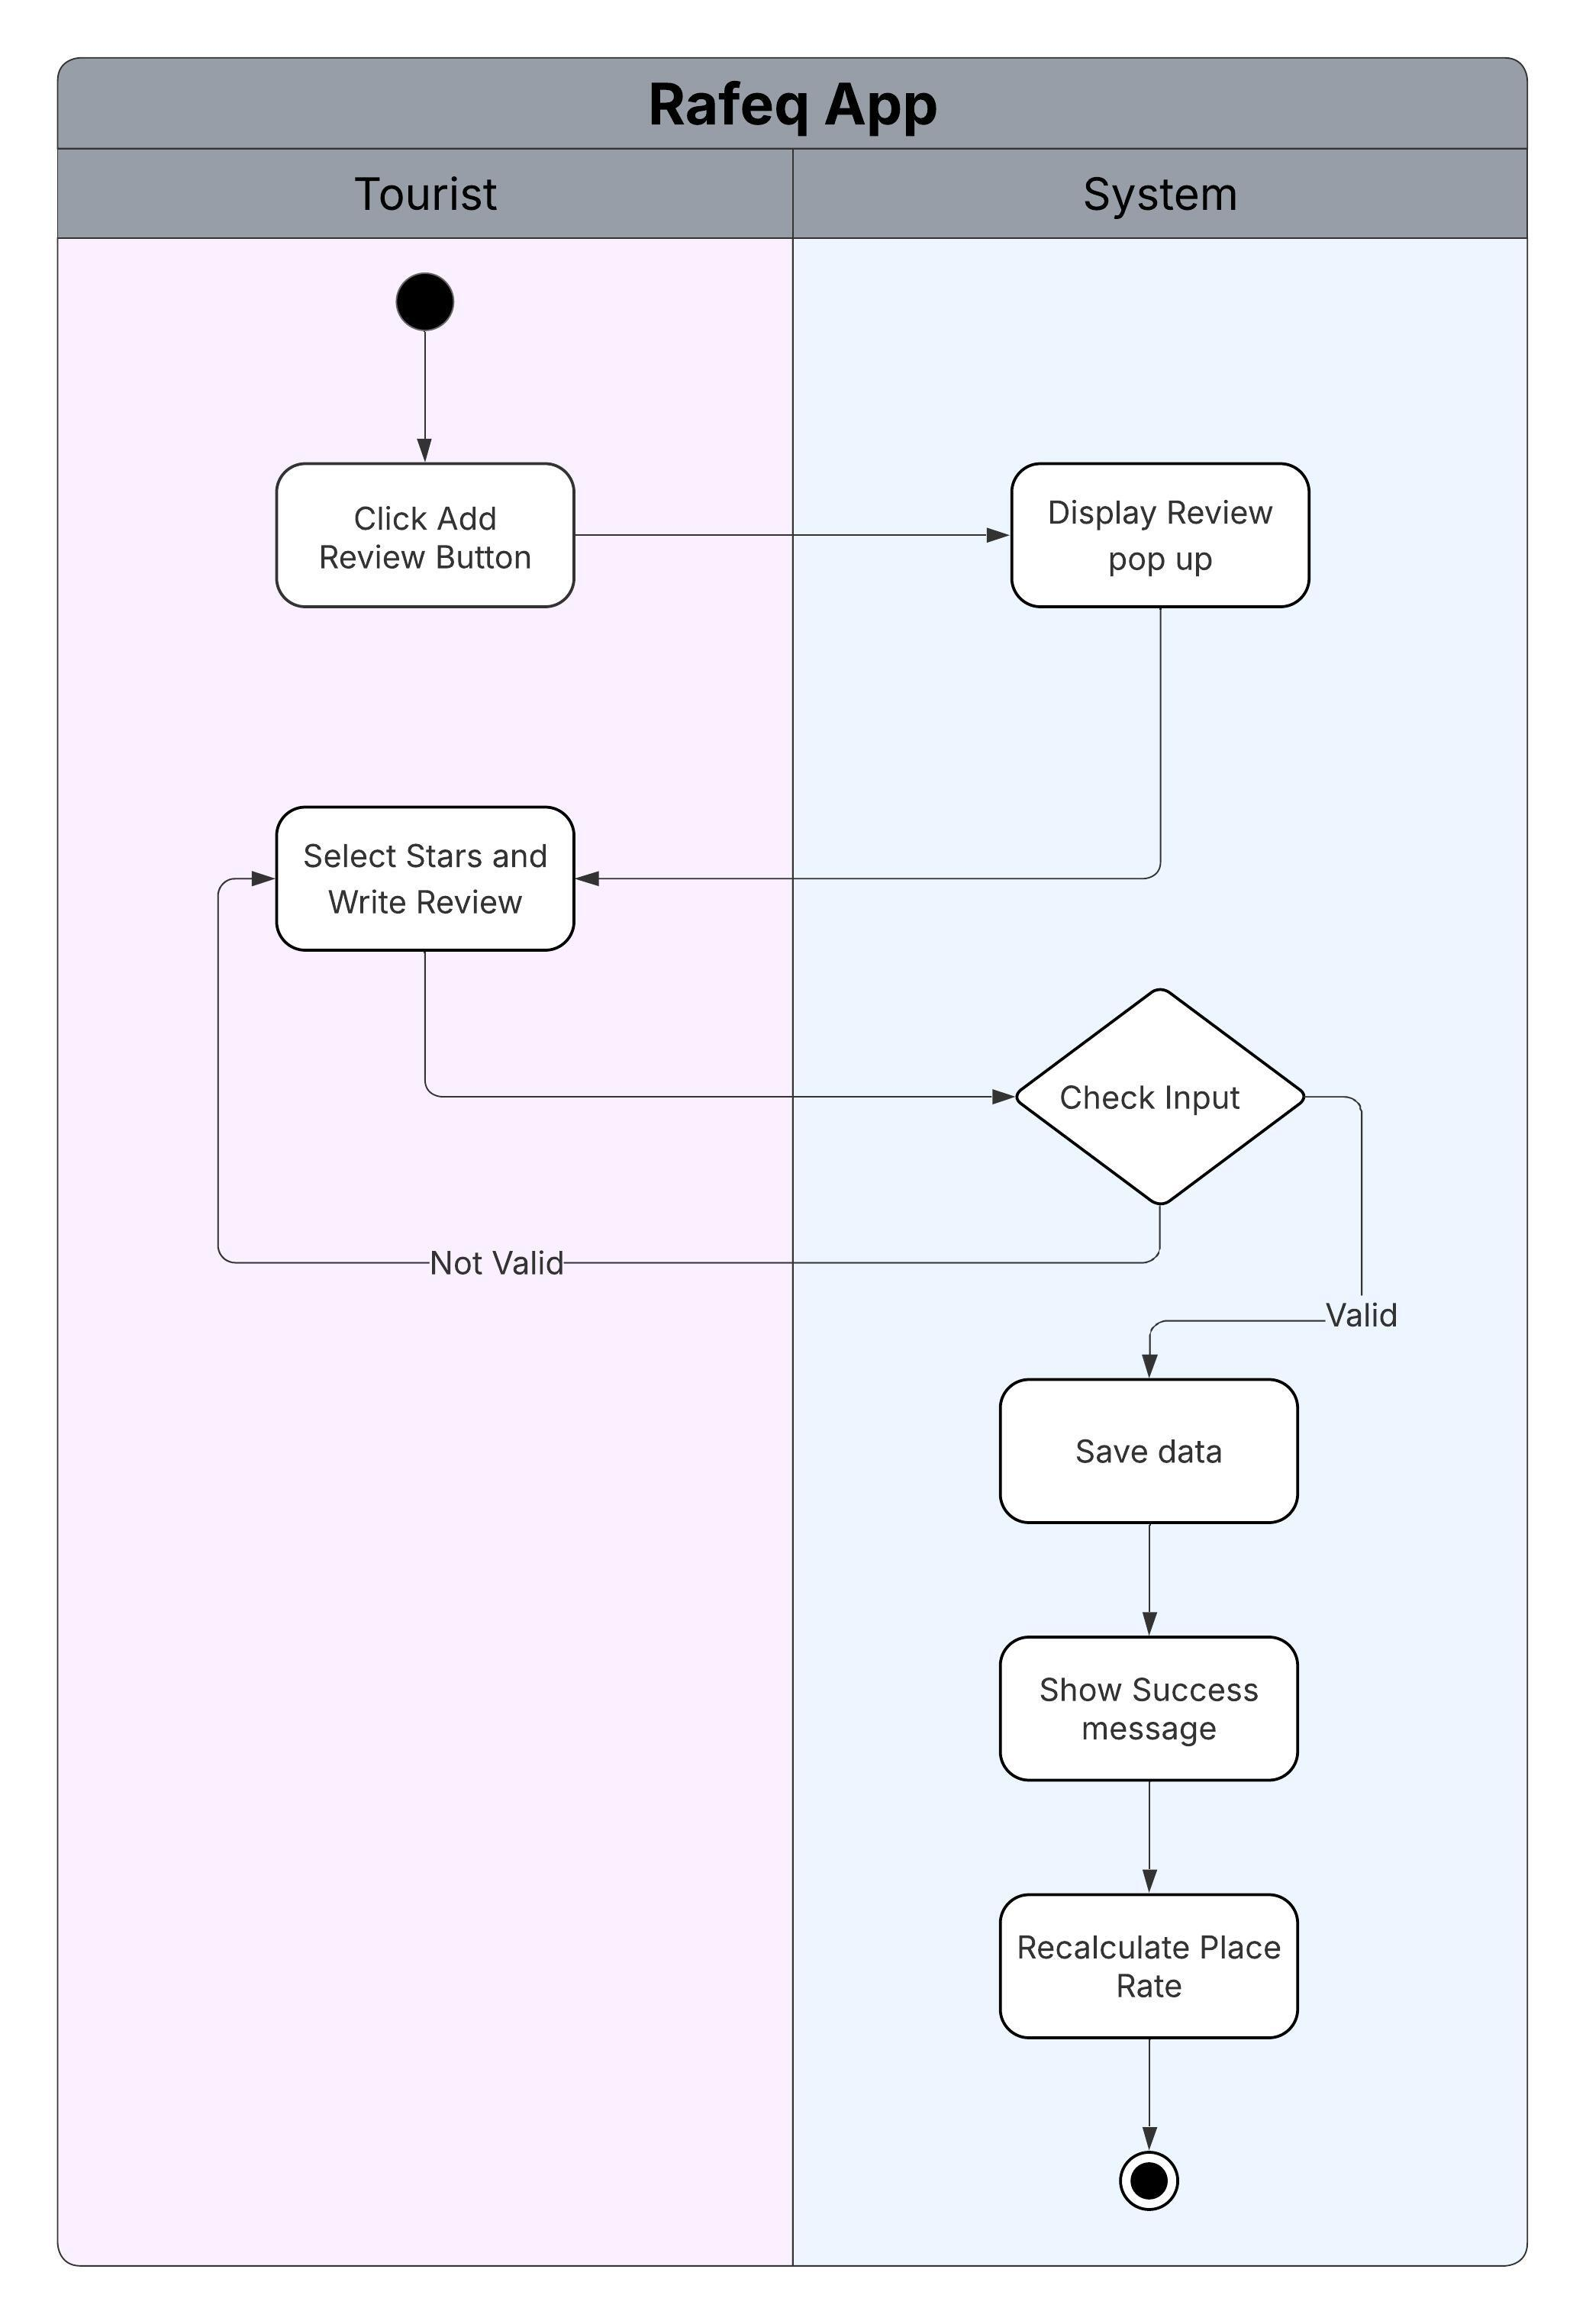 Rafeq App
Tourist
System
Click Add
Review Button
Display Review
pop up
Select Stars and
Write Review
Check Input
Not Valid
Valid
Save data
Show Success
message
Recalculate Place
Rate